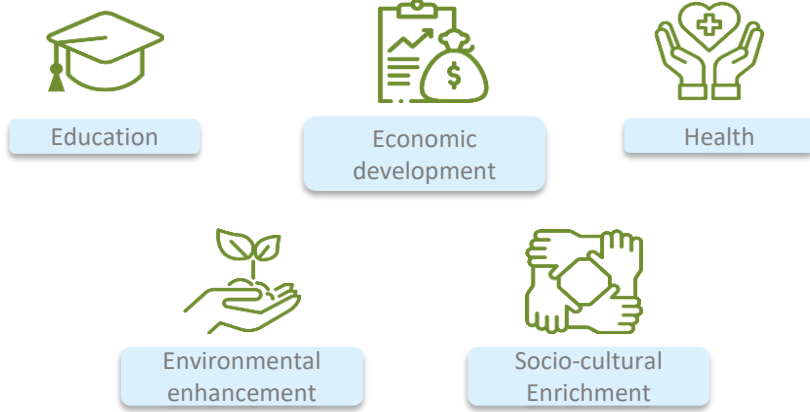 $
Education
Economic
development
Health
Environmental
enhancement
Socio-cultural
Enrichment